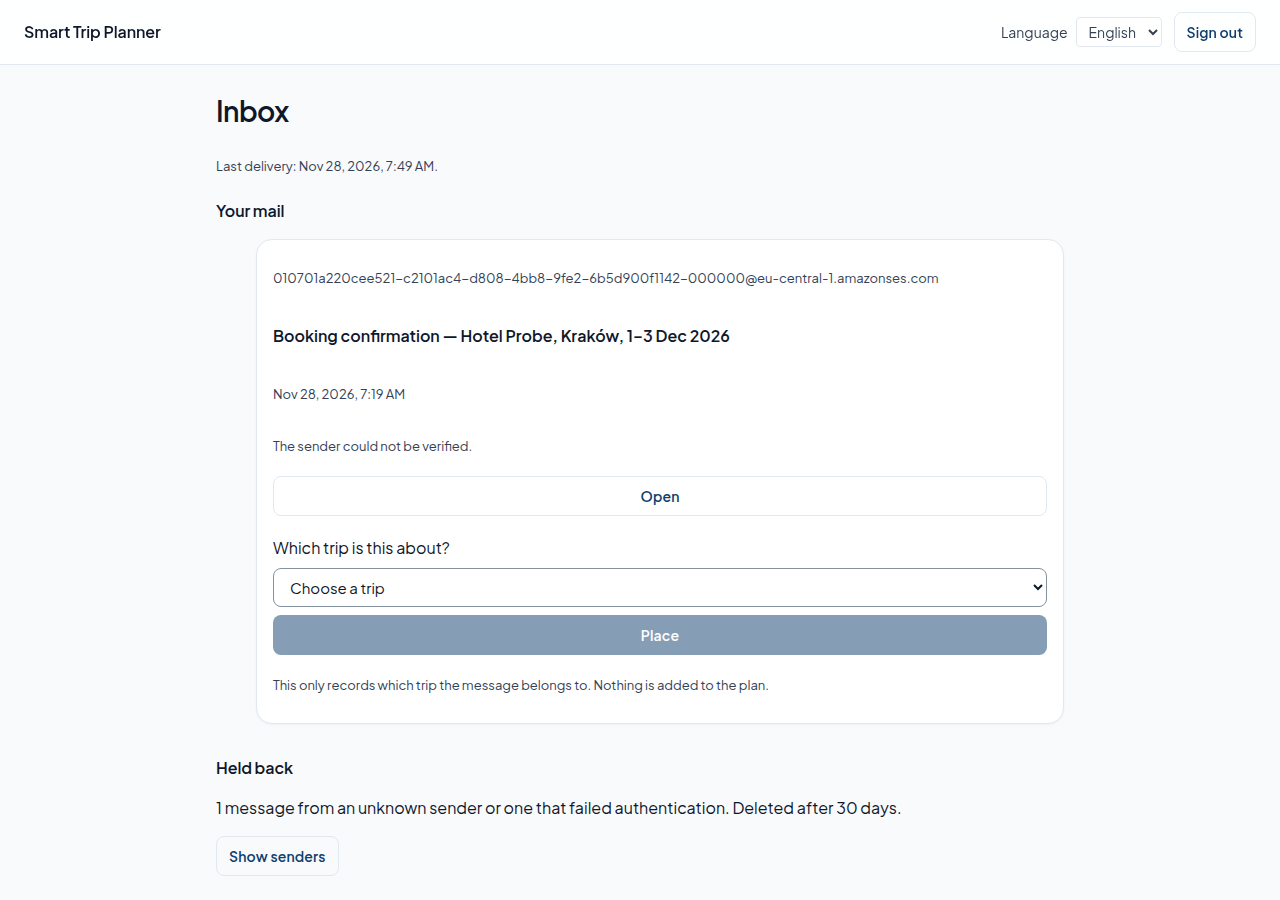 Smart Trip Planner
Language English Sign out
Inbox
Last delivery: Nov 28, 2026, 7:49 AM.
Your mail
010701a220cee521-c2101ac4-d808-4bb8-9fe2-6b5d900f1142-000000@eu-central-1.amazonses.com
Booking confirmation — Hotel Probe, Kraków, 1–3 Dec 2026
Nov 28, 2026, 7:19 AM
The sender could not be verified.
Open
Which trip is this about?
Choose a trip
Place
This only records which trip the message belongs to. Nothing is added to the plan.
Held back
1 message from an unknown sender or one that failed authentication. Deleted after 30 days.
Show senders